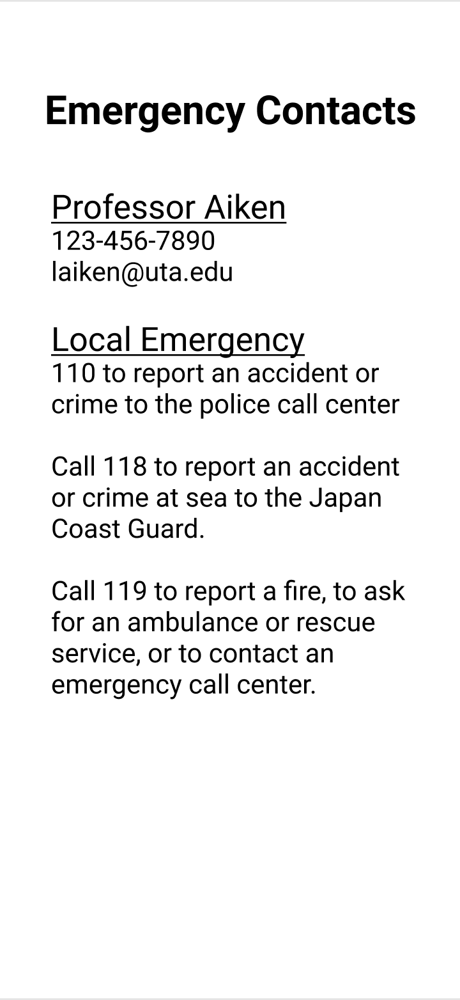 Emergency Contacts
Professor Aiken
123-456-7890
laiken@uta.edu
Local Emergency
110 to report an accident or
crime to the police call center
Call 118 to report an accident
or crime at sea to the Japan
Coast Guard.
Call 119 to report a fire, to ask
for an ambulance or rescue
service, or to contact an
emergency call center.